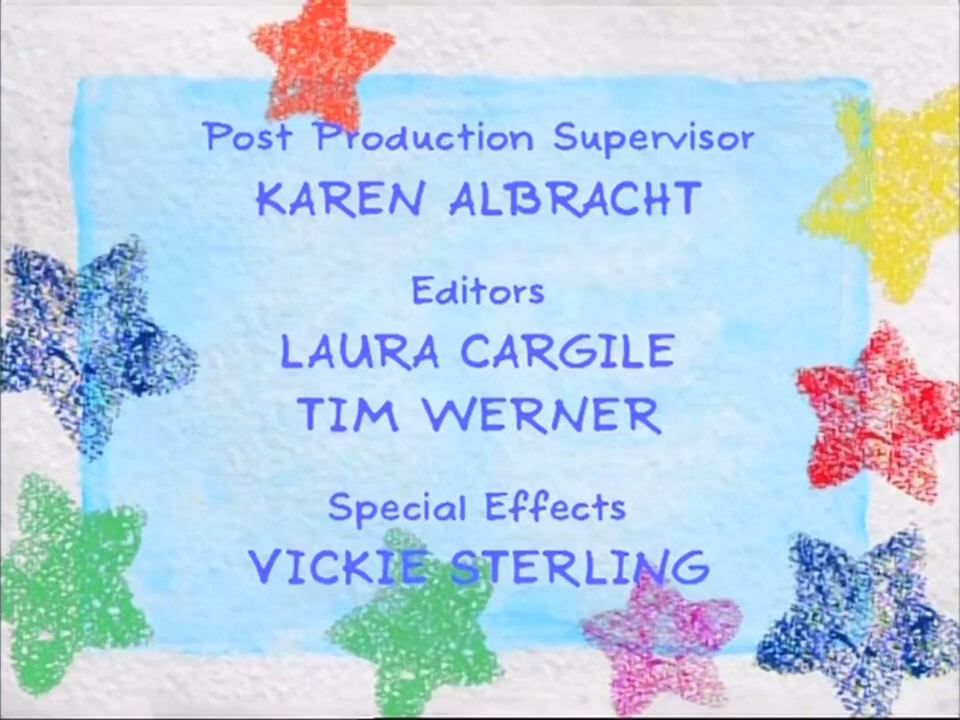 Post Production Supervisor
KAREN ALBRACHT
Editors
LAURA CARGILE
TIM WERNER
Special Effects
VICKIE STERLING